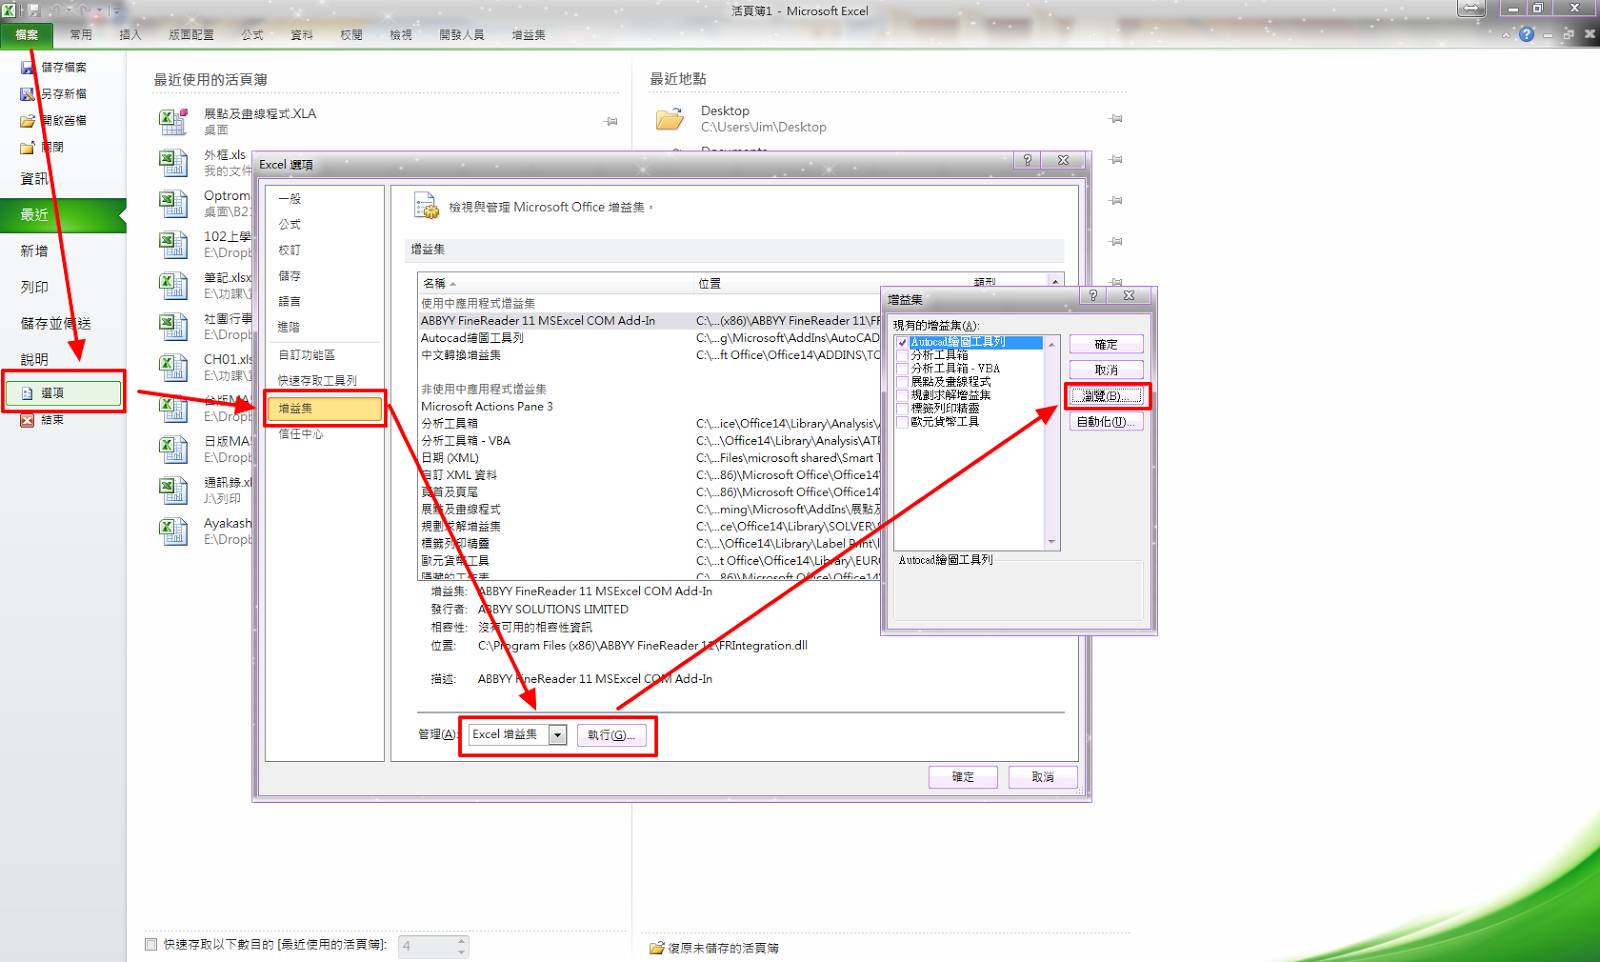 活頁簿1 - Microsoft Excel
檔案 常用 插入 版面配置 公式 資料 校閱 檢視 開發人員 增益集
儲存檔案
另存新檔
開啟舊檔
關閉
資訊
最近
新增
列印
儲存並傳送
說明
選項
結束
最近使用的活頁簿
展點及畫線程式.XLA
桌面
外框.xls
我的文件
Optrom
桌面\B21
102上學
E:\Dropb
筆記.xlsx
E:\功課\
社團行事
E:\Dropb
CH01.xls
E:\功課\
台版MA
E:\Dropb
日版MA
E:\Dropb
通訊錄.xl
J:\列印
Ayakash
E:\Dropb
最近地點
Desktop
C:\Users\Jim\Desktop
Documents
Excel 選項
一般
公式
校訂
儲存
語言
進階
自訂功能區
快速存取工具列
增益集
信任中心
檢視與管理 Microsoft Office 增益集。
增益集
名稱 位置 類型
使用中應用程式增益集
ABBYY FineReader 11 MSExcel COM Add-In C:\...(x86)\ABBYY FineReader 11\FR
Autocad繪圖工具列 C:\...g\Microsoft\AddIns\AutoCAD
中文轉換增益集 C:\...ft Office\Office14\ADDINS\TC
非使用中應用程式增益集
Microsoft Actions Pane 3
分析工具箱 C:\...ice\Office14\Library\Analysis\
分析工具箱 - VBA C:\...\Office14\Library\Analysis\AT
日期 (XML) C:\...Files\microsoft shared\Smart T
自訂 XML 資料 C:\...86)\Microsoft Office\Office14\
頁首及頁尾 C:\...86)\Microsoft Office\Office14\
展點及畫線程式 C:\...ming\Microsoft\AddIns\展點及
規劃求解增益集 C:\...ce\Office14\Library\SOLVER\
標籤列印精靈 C:\...\Office14\Library\Label Print\
歐元貨幣工具 C:\...t Office\Office14\Library\EURO
隱藏的工作表 C:\...86)\Microsoft Office\Office14\
增益集: ABBYY FineReader 11 MSExcel COM Add-In
發行者: ABBYY SOLUTIONS LIMITED
相容性: 沒有可用的相容性資訊
位置: C:\Program Files (x86)\ABBYY FineReader 11\FRIntegration.dll
描述: ABBYY FineReader 11 MSExcel COM Add-In
管理(A): Excel 增益集 執行(G)...
確定 取消
增益集
現有的增益集(A):
Autocad繪圖工具列
分析工具箱
分析工具箱 - VBA
展點及畫線程式
規劃求解增益集
標籤列印精靈
歐元貨幣工具
確定
取消
瀏覽(B)...
自動化(U)...
Autocad繪圖工具列
快速存取以下數目的 [最近使用的活頁簿]: 4
復原未儲存的活頁簿